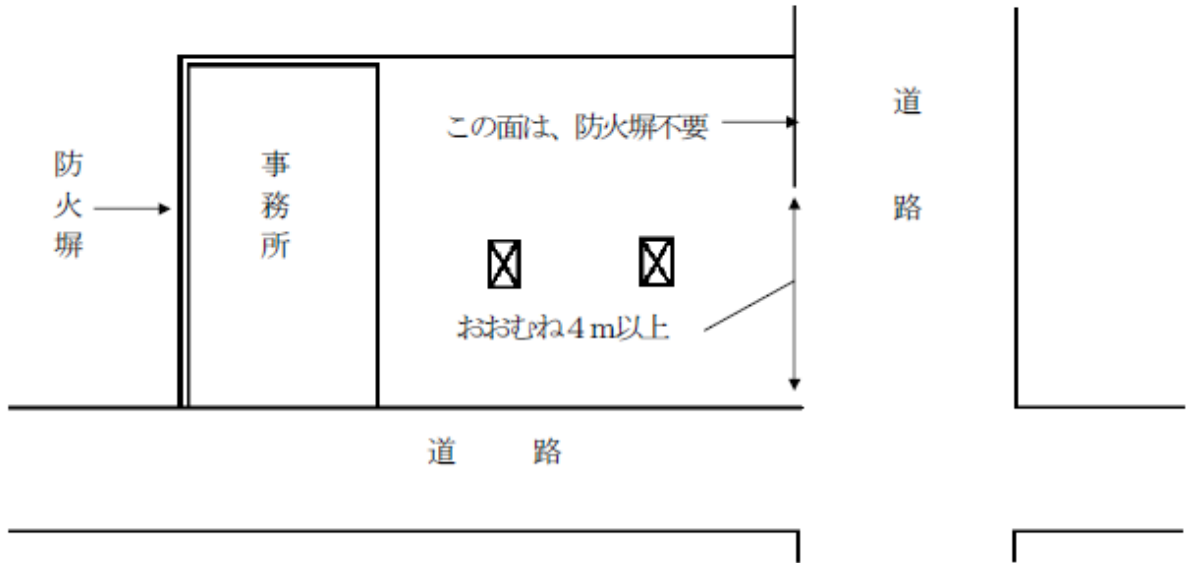 防火塀
事務所
この面は、防火塀不要
道路
おおむね４ｍ以上
道路